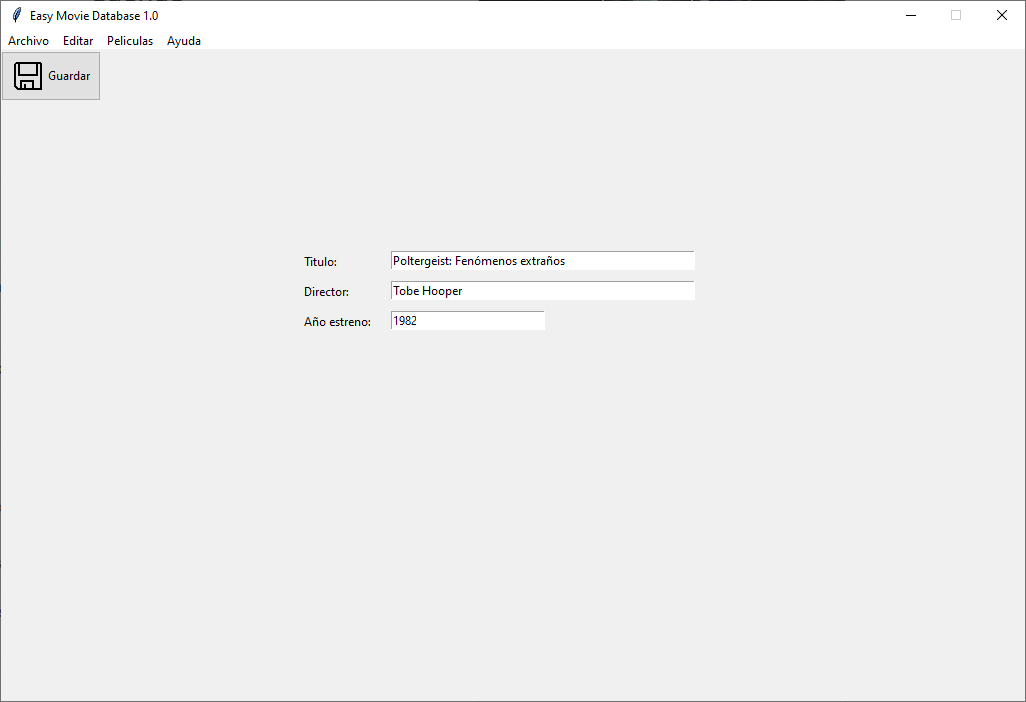 Easy Movie Database 1.0
Archivo Editar Peliculas Ayuda
Guardar
Titulo: Poltergeist: Fenómenos extraños
Director: Tobe Hooper
Año estreno: 1982